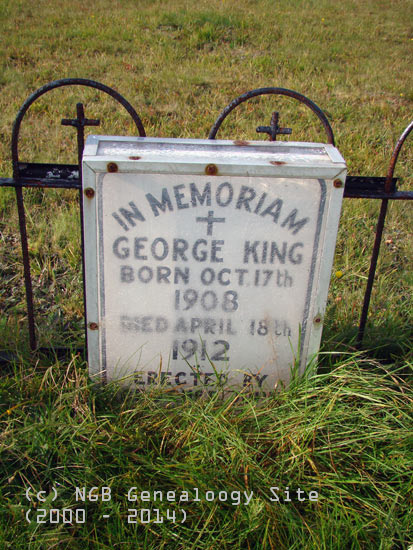 IN MEMORIAM
GEORGE KING
BORN OCT. 17th
1908
DIED APRIL 18th
1912
ERECTED BY
(c) NGB Genealoogy Site
(2000 - 2014)